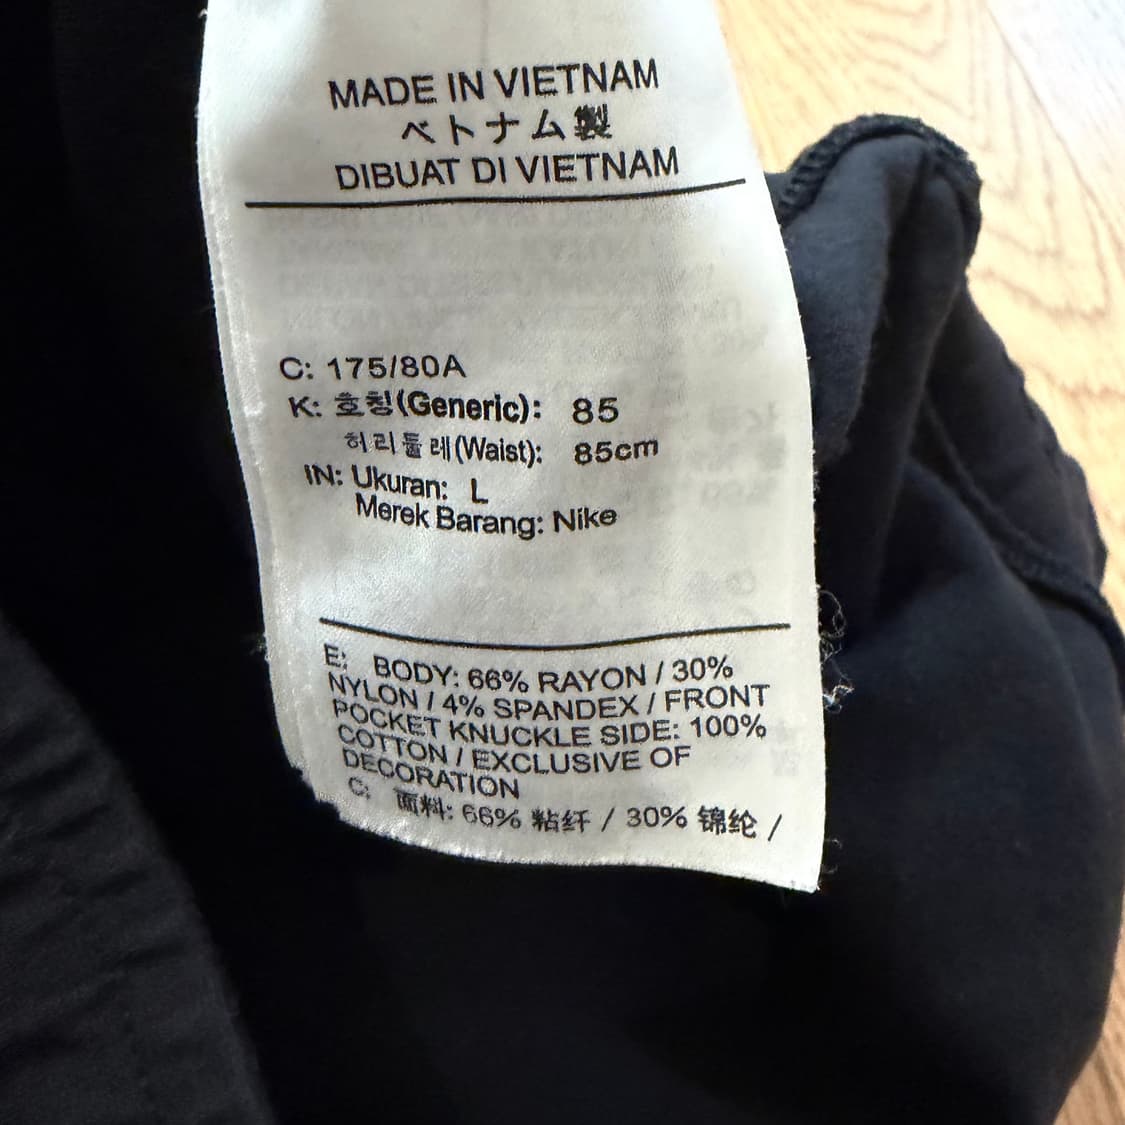 MADE IN VIETNAM
ベトナム製
DIBUAT DI VIETNAM
C: 175/80A
K: 호칭(Generic): 85
허리둘레(Waist): 85cm
IN: Ukuran: L
Merek Barang: Nike
E: BODY: 66% RAYON / 30%
NYLON / 4% SPANDEX / FRONT
POCKET KNUCKLE SIDE: 100%
COTTON / EXCLUSIVE OF
DECORATION
C: 面料: 66% 粘纤 / 30% 锦纶 /